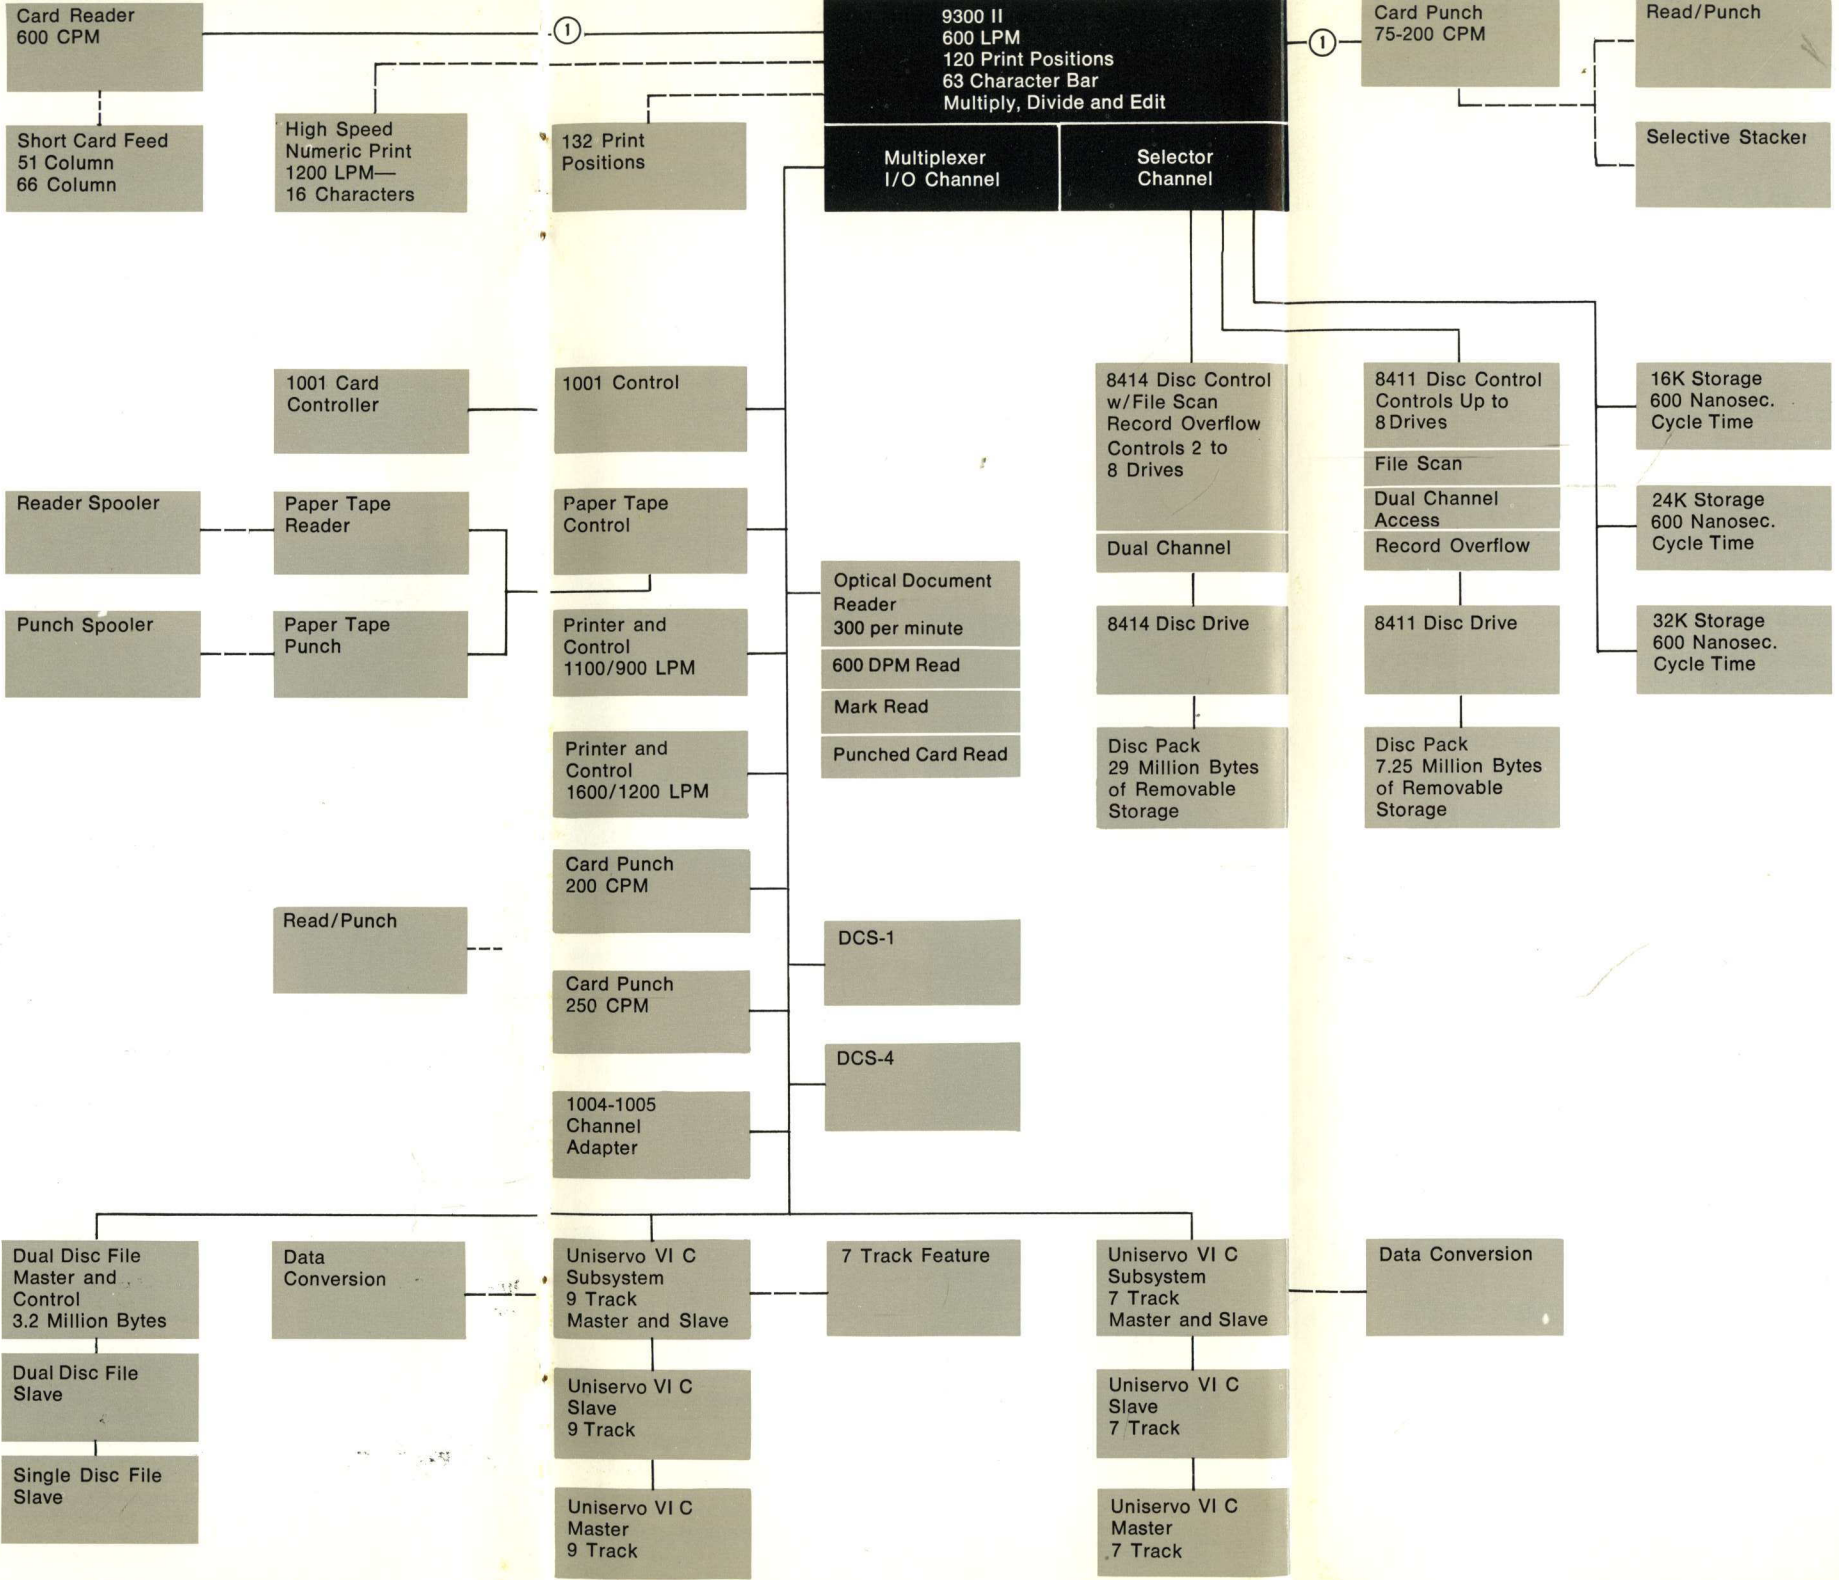 Card Reader
600 CPM
1
9300 II
600 LPM
120 Print Positions
63 Character Bar
Multiply, Divide and Edit
1
Card Punch
75-200 CPM
Read/Punch
Short Card Feed
51 Column
66 Column
High Speed
Numeric Print
1200 LPM—
16 Characters
132 Print
Positions
Multiplexer
I/O Channel
Selector
Channel
Selective Stacker
1001 Card
Controller
1001 Control
8414 Disc Control
w/File Scan
Record Overflow
Controls 2 to
8 Drives
Dual Channel
8411 Disc Control
Controls Up to
8 Drives
File Scan
Dual Channel
Access
Record Overflow
16K Storage
600 Nanosec.
Cycle Time
Reader Spooler
Paper Tape
Reader
Paper Tape
Control
24K Storage
600 Nanosec.
Cycle Time
Optical Document
Reader
300 per minute
600 DPM Read
Mark Read
Punched Card Read
Punch Spooler
Paper Tape
Punch
Printer and
Control
1100/900 LPM
8414 Disc Drive
8411 Disc Drive
32K Storage
600 Nanosec.
Cycle Time
Printer and
Control
1600/1200 LPM
Disc Pack
29 Million Bytes
of Removable
Storage
Disc Pack
7.25 Million Bytes
of Removable
Storage
Card Punch
200 CPM
Read/Punch
DCS-1
Card Punch
250 CPM
DCS-4
1004-1005
Channel
Adapter
Dual Disc File
Master and
Control
3.2 Million Bytes
Data
Conversion
Uniservo VI C
Subsystem
9 Track
Master and Slave
7 Track Feature
Uniservo VI C
Subsystem
7 Track
Master and Slave
Data Conversion
Dual Disc File
Slave
Uniservo VI C
Slave
9 Track
Uniservo VI C
Slave
7 Track
Single Disc File
Slave
Uniservo VI C
Master
9 Track
Uniservo VI C
Master
7 Track